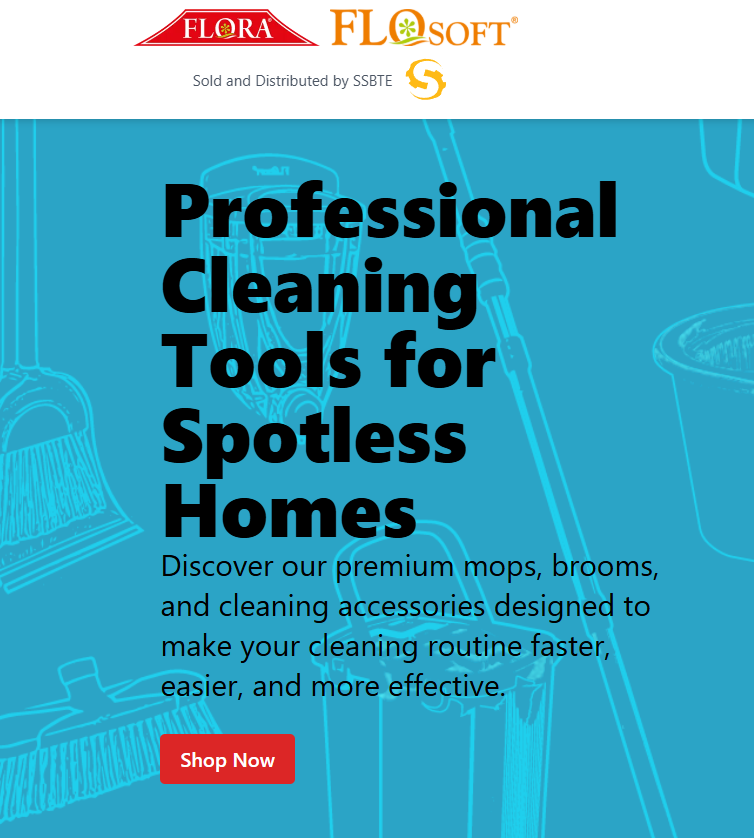 FLORA®
FLOSOFT®
Sold and Distributed by SSBTE
Professional
Cleaning
Tools for
Spotless
Homes
Discover our premium mops, brooms,
and cleaning accessories designed to
make your cleaning routine faster,
easier, and more effective.
Shop Now